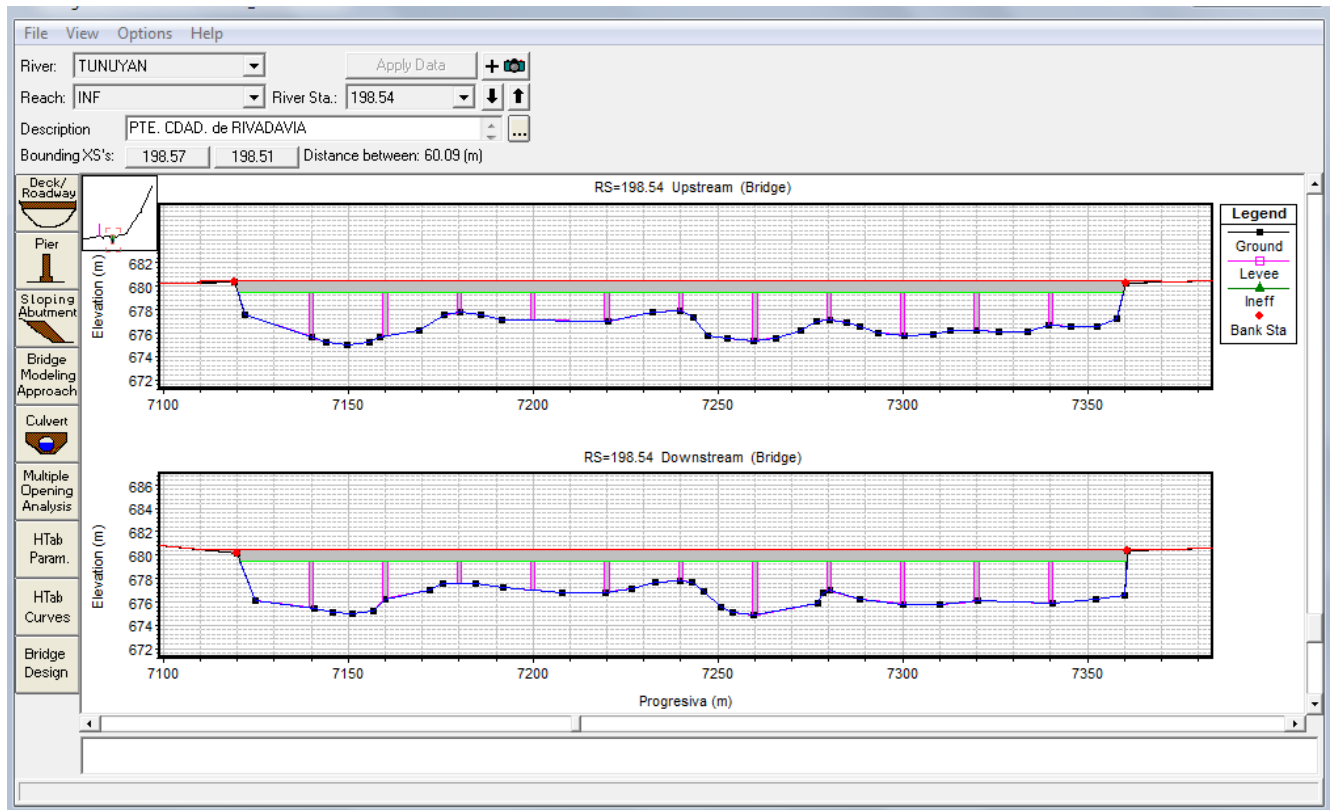 File View Options Help
River: TUNUYAN Apply Data +
Reach: INF River Sta.: 198.54
Description PTE. CDAD. de RIVADAVIA ...
Bounding XS's: 198.57 198.51 Distance between: 60.09 (m)
Deck/
Roadway
Pier
Sloping
Abutment
Bridge
Modeling
Approach
Culvert
Multiple
Opening
Analysis
HTab
Param.
HTab
Curves
Bridge
Design
RS=198.54 Upstream (Bridge)
Elevation (m)
682
680
678
676
674
672
7100 7150 7200 7250 7300 7350
Legend
Ground
Levee
Ineff
Bank Sta
RS=198.54 Downstream (Bridge)
Elevation (m)
686
684
682
680
678
676
674
672
7100 7150 7200 7250 7300 7350
Progresiva (m)